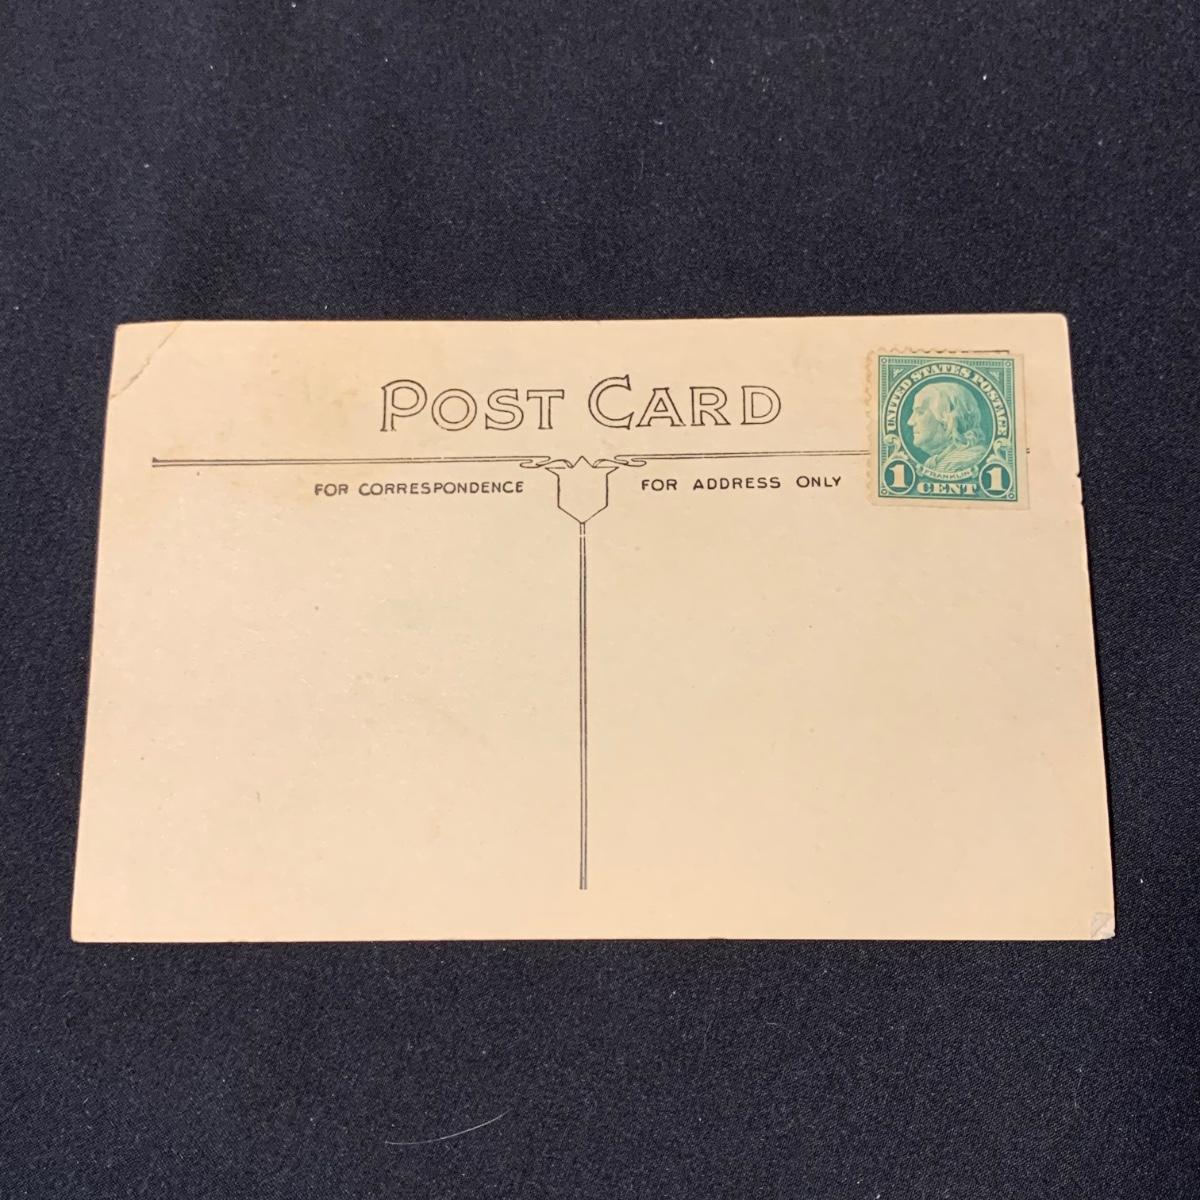 POST CARD
FOR CORRESPONDENCE
FOR ADDRESS ONLY
UNITED STATES POSTAGE
FRANKLIN
1 CENT 1